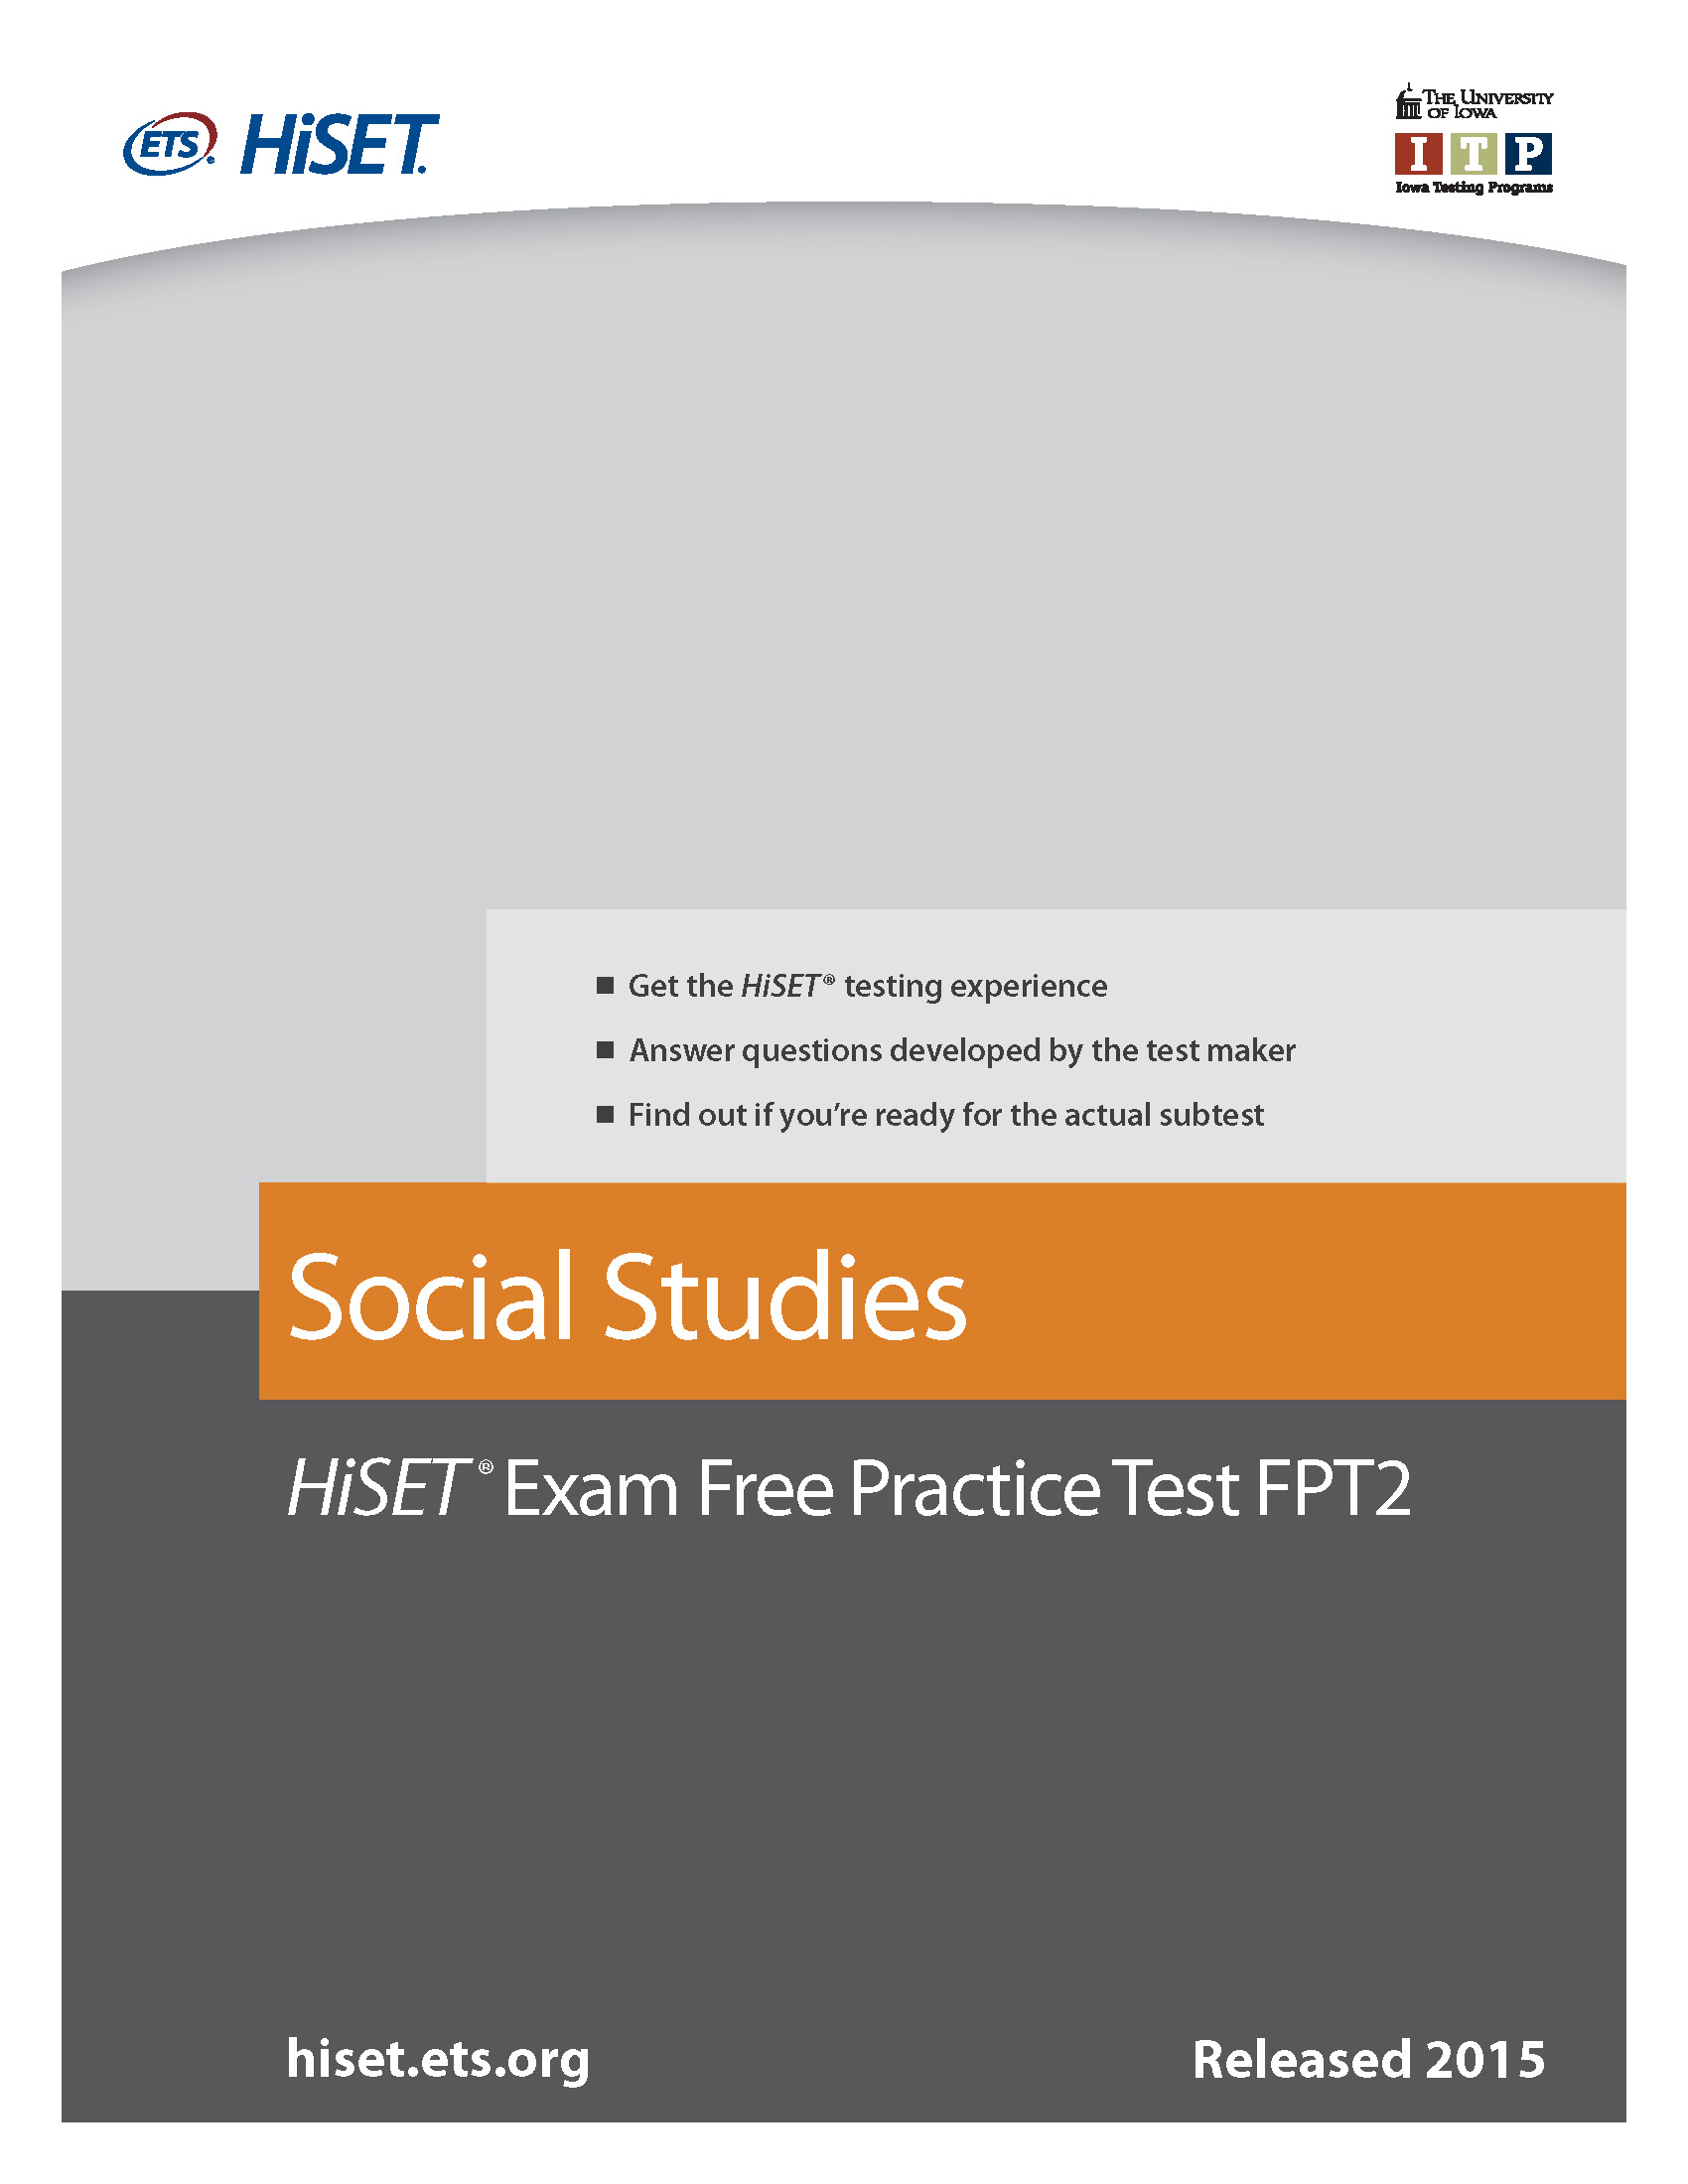 ETS® HiSET®
THE UNIVERSITY
OF IOWA
ITP
Iowa Testing Programs
■ Get the HiSET® testing experience
■ Answer questions developed by the test maker
■ Find out if you’re ready for the actual subtest
Social Studies
HiSET® Exam Free Practice Test FPT2
hiset.ets.org
Released 2015